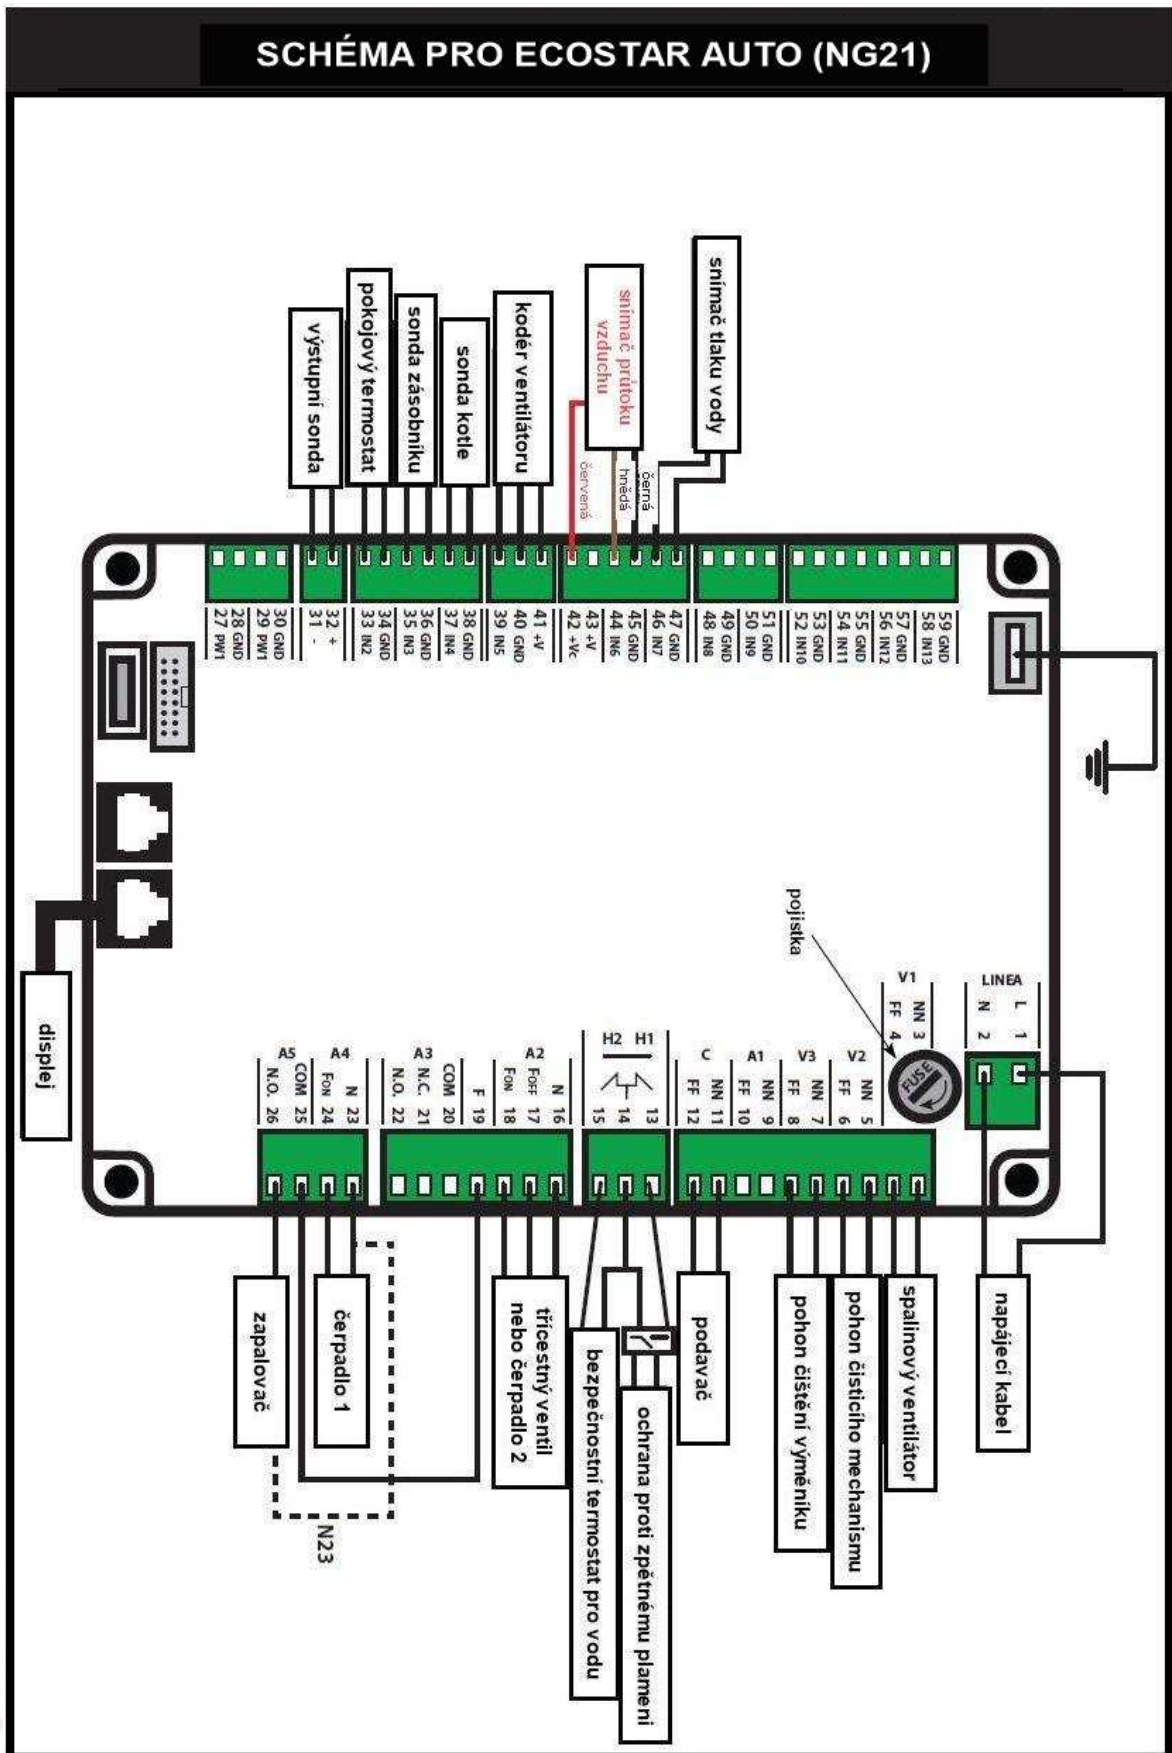 SCHÉMA PRO ECOSTAR AUTO (NG21)
výstupní sonda
pokojový termostat
sonda zásobníku
sonda kotle
kodér ventilátoru
snímač průtoku
vzduchu
snímač tlaku vody
červená
hnědá
černá
27 PW1
28 GND
29 PW1
30 GND
31 -
32 +
33 IN2
34 GND
35 IN3
36 GND
37 IN4
38 GND
39 IN5
40 GND
41 +V
42 +Vc
43 +V
44 IN6
45 GND
46 IN7
47 GND
48 IN8
49 GND
50 IN9
51 GND
52 IN10
53 GND
54 IN11
55 GND
56 IN12
57 GND
58 IN13
59 GND
pojistka
FUSE
LINEA
L 1
N 2
V1
NN 3
FF 4
V2
NN 5
FF 6
V3
NN 7
FF 8
A1
NN 9
FF 10
C
NN 11
FF 12
H2 H1
13
14
15
A2
N 16
FOFF 17
FON 18
F 19
A3
COM 20
N.C. 21
N.O. 22
A4
N 23
FON 24
A5
COM 25
N.O. 26
displej
zapalovač
čerpadlo 1
N23
třícestný ventil
nebo čerpadlo 2
bezpečnostní termostat pro vodu
ochrana proti zpětnému plameni
podavač
pohon čištění výměníku
pohon čisticího mechanismu
spalinový ventilátor
napájecí kabel